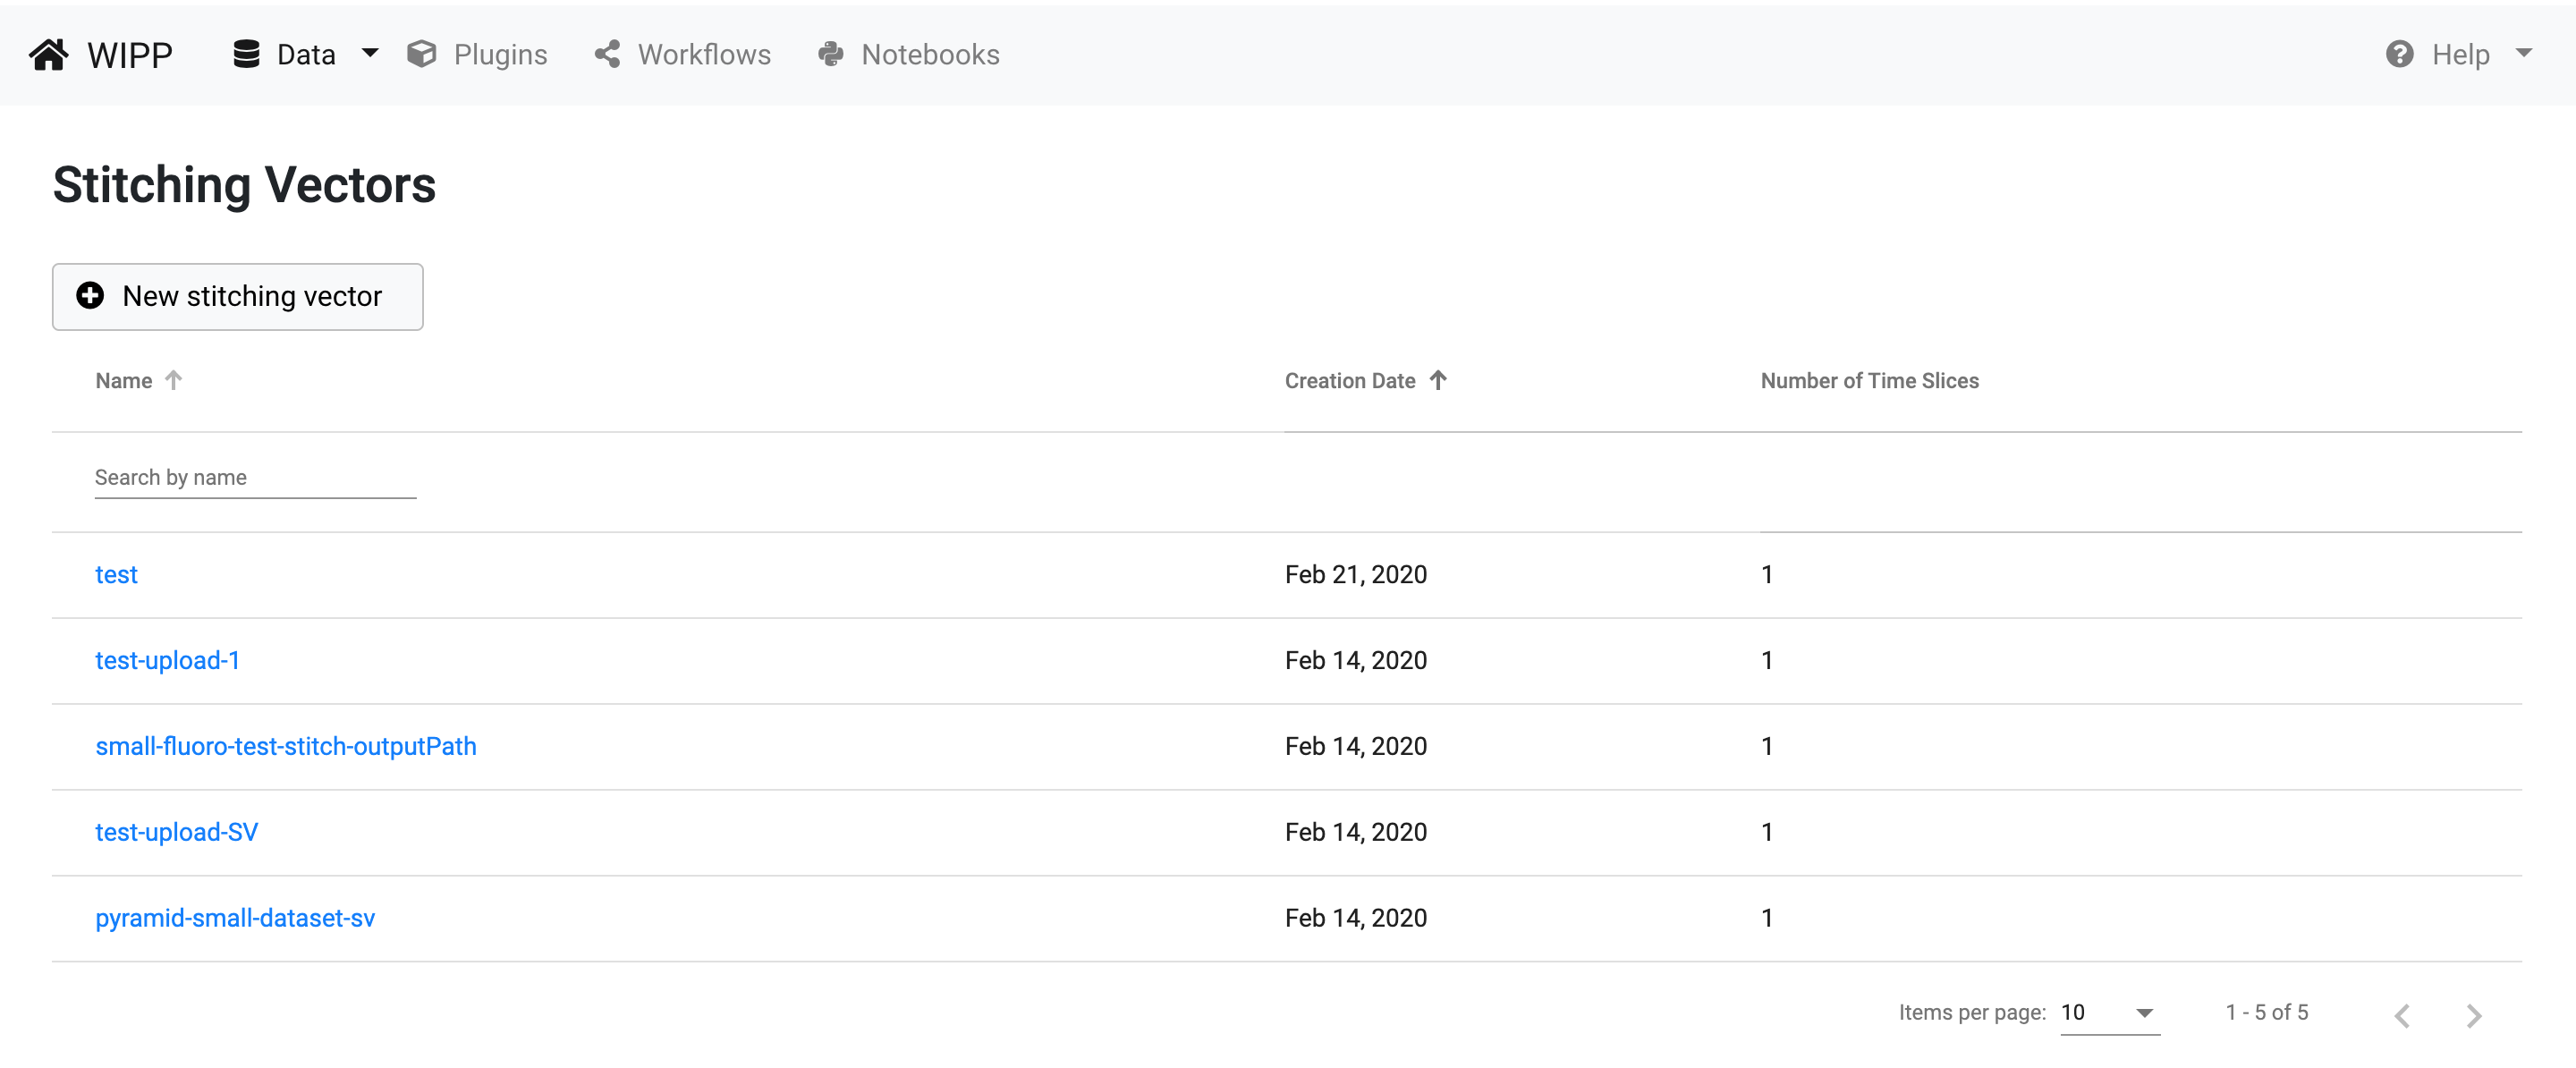 WIPP Data Plugins Workflows Notebooks Help
Stitching Vectors
New stitching vector
Name Creation Date Number of Time Slices
Search by name
test Feb 21, 2020 1
test-upload-1 Feb 14, 2020 1
small-fluoro-test-stitch-outputPath Feb 14, 2020 1
test-upload-SV Feb 14, 2020 1
pyramid-small-dataset-sv Feb 14, 2020 1
Items per page: 10 1 - 5 of 5